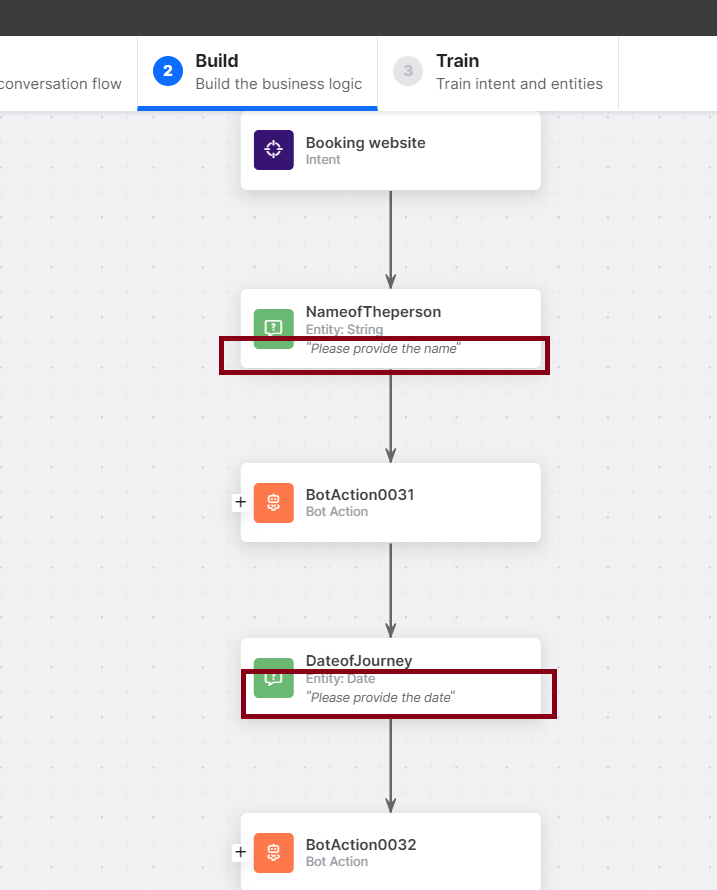 conversation flow
2
Build
Build the business logic
3
Train
Train intent and entities
Booking website
Intent
NameofTheperson
Entity: String
"Please provide the name"
+
BotAction0031
Bot Action
DateofJourney
Entity: Date
"Please provide the date"
+
BotAction0032
Bot Action